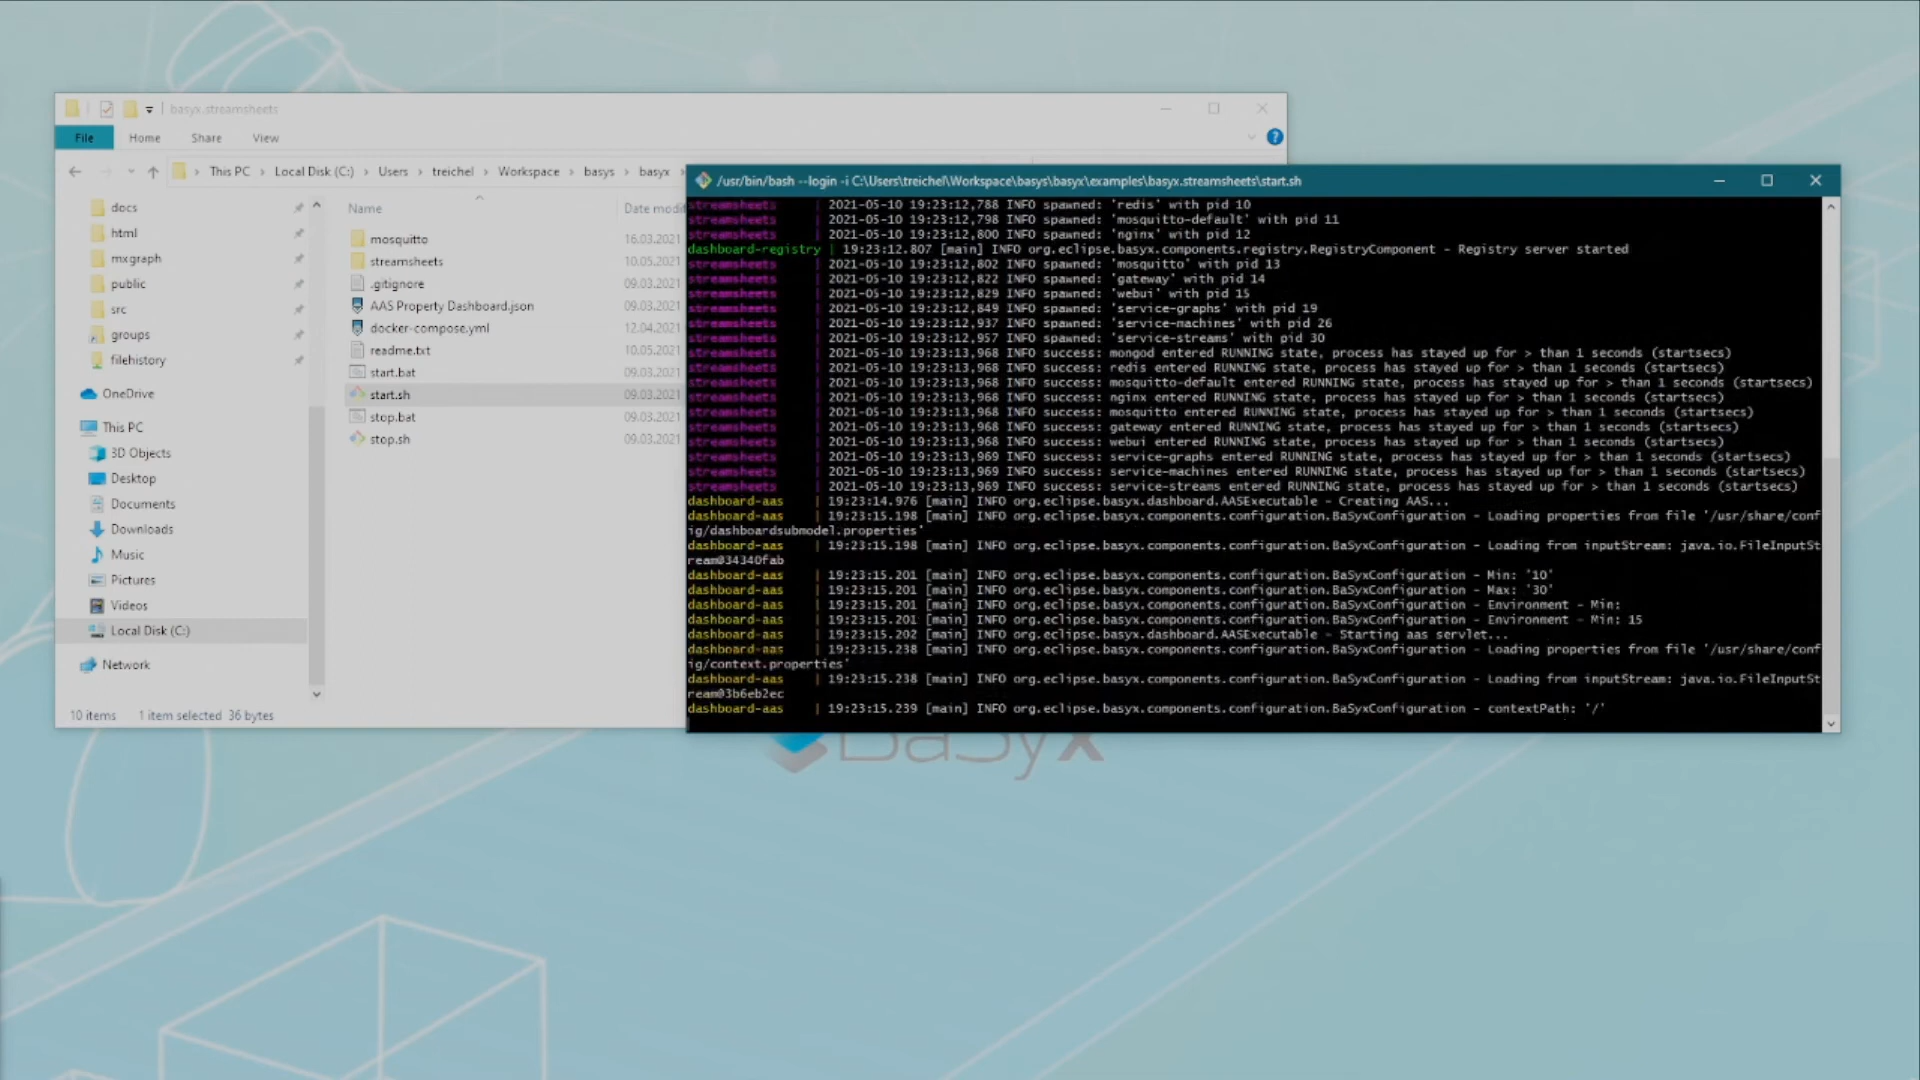 basyx.streamsheets
File Home Share View
This PC > Local Disk (C:) > Users > treichel > Workspace > basys > basyx >
docs
html
mxgraph
public
src
groups
filehistory
OneDrive
This PC
3D Objects
Desktop
Documents
Downloads
Music
Pictures
Videos
Local Disk (C:)
Network
Name Date modif
mosquitto 16.03.2021
streamsheets 10.05.2021
.gitignore 09.03.2021
AAS Property Dashboard.json 09.03.2021
docker-compose.yml 12.04.2021
readme.txt 10.05.2021
start.bat 09.03.2021
start.sh 09.03.2021
stop.bat 09.03.2021
stop.sh 09.03.2021
10 items 1 item selected 36 bytes
/usr/bin/bash --login -i C:\Users\treichel\Workspace\basys\basyx\examples\basyx.streamsheets\start.sh
streamsheets | 2021-05-10 19:23:12,788 INFO spawned: 'redis' with pid 10
streamsheets | 2021-05-10 19:23:12,798 INFO spawned: 'mosquitto-default' with pid 11
streamsheets | 2021-05-10 19:23:12,800 INFO spawned: 'nginx' with pid 12
dashboard-registry | 19:23:12.807 [main] INFO org.eclipse.basyx.components.registry.RegistryComponent - Registry server started
streamsheets | 2021-05-10 19:23:12,802 INFO spawned: 'mosquitto' with pid 13
streamsheets | 2021-05-10 19:23:12,822 INFO spawned: 'gateway' with pid 14
streamsheets | 2021-05-10 19:23:12,829 INFO spawned: 'webui' with pid 15
streamsheets | 2021-05-10 19:23:12,849 INFO spawned: 'service-graphs' with pid 19
streamsheets | 2021-05-10 19:23:12,937 INFO spawned: 'service-machines' with pid 26
streamsheets | 2021-05-10 19:23:12,957 INFO spawned: 'service-streams' with pid 30
streamsheets | 2021-05-10 19:23:13,968 INFO success: mongod entered RUNNING state, process has stayed up for > than 1 seconds (startsecs)
streamsheets | 2021-05-10 19:23:13,968 INFO success: redis entered RUNNING state, process has stayed up for > than 1 seconds (startsecs)
streamsheets | 2021-05-10 19:23:13,968 INFO success: mosquitto-default entered RUNNING state, process has stayed up for > than 1 seconds (startsecs)
streamsheets | 2021-05-10 19:23:13,968 INFO success: nginx entered RUNNING state, process has stayed up for > than 1 seconds (startsecs)
streamsheets | 2021-05-10 19:23:13,968 INFO success: mosquitto entered RUNNING state, process has stayed up for > than 1 seconds (startsecs)
streamsheets | 2021-05-10 19:23:13,968 INFO success: gateway entered RUNNING state, process has stayed up for > than 1 seconds (startsecs)
streamsheets | 2021-05-10 19:23:13,968 INFO success: webui entered RUNNING state, process has stayed up for > than 1 seconds (startsecs)
streamsheets | 2021-05-10 19:23:13,969 INFO success: service-graphs entered RUNNING state, process has stayed up for > than 1 seconds (startsecs)
streamsheets | 2021-05-10 19:23:13,969 INFO success: service-machines entered RUNNING state, process has stayed up for > than 1 seconds (startsecs)
streamsheets | 2021-05-10 19:23:13,969 INFO success: service-streams entered RUNNING state, process has stayed up for > than 1 seconds (startsecs)
dashboard-aas | 19:23:14.976 [main] INFO org.eclipse.basyx.dashboard.AASExecutable - Creating AAS...
dashboard-aas | 19:23:15.198 [main] INFO org.eclipse.basyx.components.configuration.BaSyxConfiguration - Loading properties from file '/usr/share/conf
ig/dashboardsubmodel.properties'
dashboard-aas | 19:23:15.198 [main] INFO org.eclipse.basyx.components.configuration.BaSyxConfiguration - Loading from inputStream: java.io.FileInputSt
ream@34340fab
dashboard-aas | 19:23:15.201 [main] INFO org.eclipse.basyx.components.configuration.BaSyxConfiguration - Min: '10'
dashboard-aas | 19:23:15.201 [main] INFO org.eclipse.basyx.components.configuration.BaSyxConfiguration - Max: '30'
dashboard-aas | 19:23:15.201 [main] INFO org.eclipse.basyx.components.configuration.BaSyxConfiguration - Environment - Min:
dashboard-aas | 19:23:15.201 [main] INFO org.eclipse.basyx.components.configuration.BaSyxConfiguration - Environment - Min: 15
dashboard-aas | 19:23:15.202 [main] INFO org.eclipse.basyx.dashboard.AASExecutable - Starting aas servlet...
dashboard-aas | 19:23:15.238 [main] INFO org.eclipse.basyx.components.configuration.BaSyxConfiguration - Loading properties from file '/usr/share/conf
ig/context.properties'
dashboard-aas | 19:23:15.238 [main] INFO org.eclipse.basyx.components.configuration.BaSyxConfiguration - Loading from inputStream: java.io.FileInputSt
ream@3b6eb2ec
dashboard-aas | 19:23:15.239 [main] INFO org.eclipse.basyx.components.configuration.BaSyxConfiguration - contextPath: '/'
BaSyx